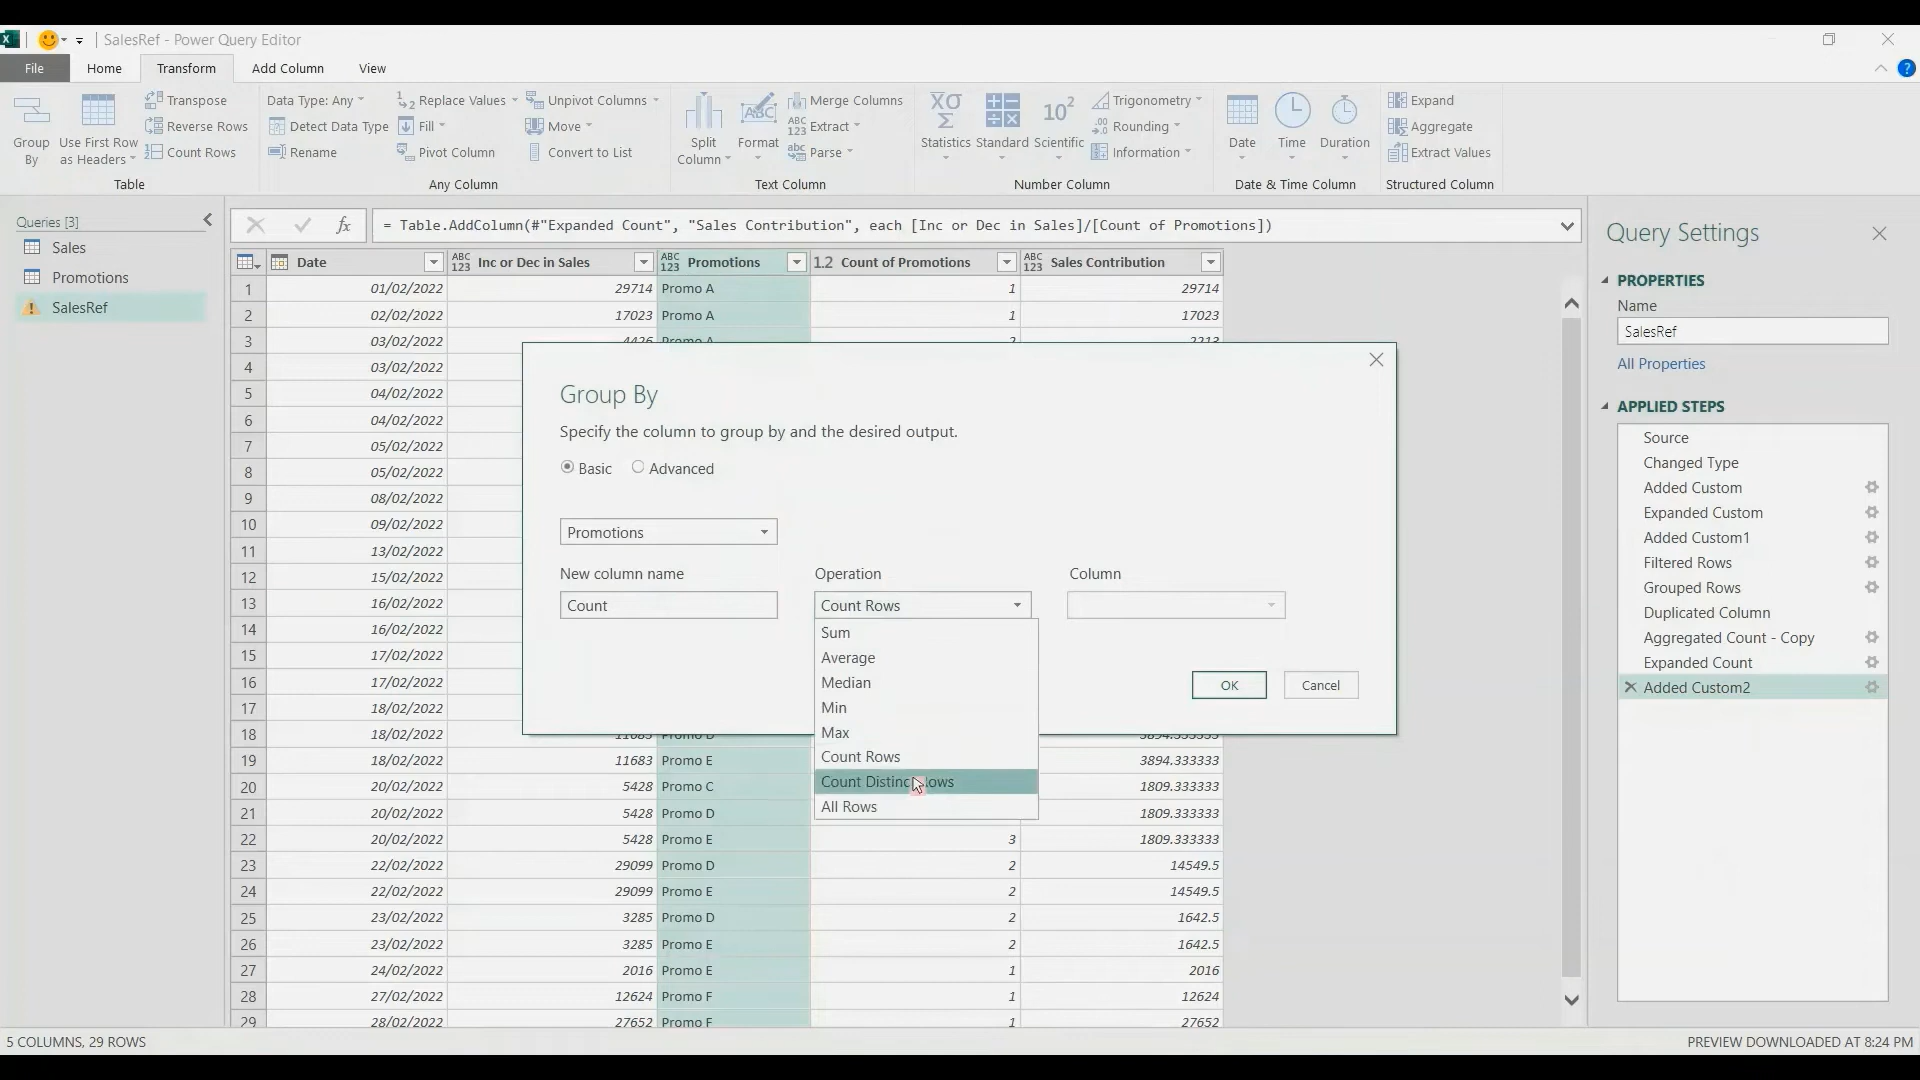 SalesRef - Power Query Editor
File Home Transform Add Column View
Group By
Use First Row as Headers
Transpose
Reverse Rows
Count Rows
Table
Data Type: Any
Detect Data Type
Rename
Replace Values
Fill
Pivot Column
Unpivot Columns
Move
Convert to List
Any Column
Split Column
Format
Merge Columns
Extract
Parse
Text Column
Statistics
Standard
Scientific
Trigonometry
Rounding
Information
Number Column
Date
Time
Duration
Date & Time Column
Expand
Aggregate
Extract Values
Structured Column
Queries [3]
Sales
Promotions
SalesRef
fx = Table.AddColumn(#"Expanded Count", "Sales Contribution", each [Inc or Dec in Sales]/[Count of Promotions])
Date ABC 123 Inc or Dec in Sales ABC 123 Promotions 1.2 Count of Promotions ABC 123 Sales Contribution
1 01/02/2022 29714 Promo A 1 29714
2 02/02/2022 17023 Promo A 1 17023
3 03/02/2022
4 03/02/2022
5 04/02/2022
6 04/02/2022
7 05/02/2022
8 05/02/2022
9 08/02/2022
10 09/02/2022
11 13/02/2022
12 15/02/2022
13 16/02/2022
14 16/02/2022
15 17/02/2022
16 17/02/2022
17 18/02/2022
18 18/02/2022 11683 Promo D 3894.333333
19 18/02/2022 11683 Promo E 3894.333333
20 20/02/2022 5428 Promo C 1809.333333
21 20/02/2022 5428 Promo D 1809.333333
22 20/02/2022 5428 Promo E 3 1809.333333
23 22/02/2022 29099 Promo D 2 14549.5
24 22/02/2022 29099 Promo E 2 14549.5
25 23/02/2022 3285 Promo D 2 1642.5
26 23/02/2022 3285 Promo E 2 1642.5
27 24/02/2022 2016 Promo E 1 2016
28 27/02/2022 12624 Promo F 1 12624
29 28/02/2022 27652 Promo F 1 27652
Group By
Specify the column to group by and the desired output.
Basic Advanced
Promotions
New column name Operation Column
Count Count Rows
Sum
Average
Median
Min
Max
Count Rows
Count Distinct Rows
All Rows
OK Cancel
Query Settings
PROPERTIES
Name
SalesRef
All Properties
APPLIED STEPS
Source
Changed Type
Added Custom
Expanded Custom
Added Custom1
Filtered Rows
Grouped Rows
Duplicated Column
Aggregated Count - Copy
Expanded Count
Added Custom2
5 COLUMNS, 29 ROWS
PREVIEW DOWNLOADED AT 8:24 PM